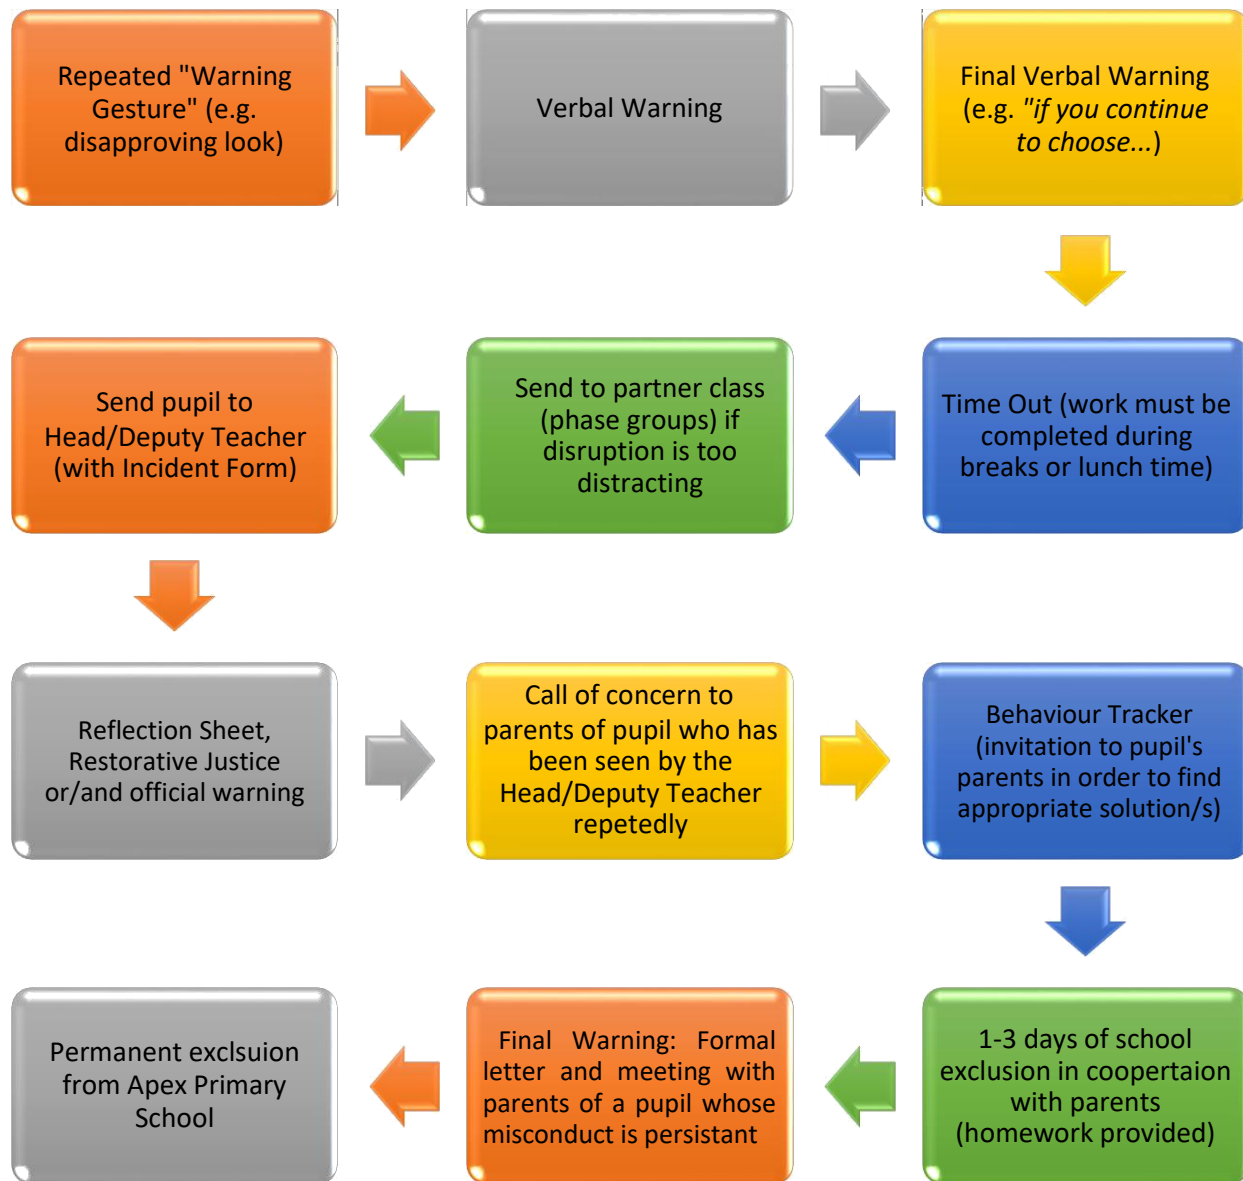 Repeated "Warning
Gesture" (e.g.
disapproving look)
Verbal Warning
Final Verbal Warning
(e.g. "if you continue
to choose...)
Time Out (work must be
completed during
breaks or lunch time)
Send to partner class
(phase groups) if
disruption is too
distracting
Send pupil to
Head/Deputy Teacher
(with Incident Form)
Reflection Sheet,
Restorative Justice
or/and official warning
Call of concern to
parents of pupil who has
been seen by the
Head/Deputy Teacher
repetedly
Behaviour Tracker
(invitation to pupil's
parents in order to find
appropriate solution/s)
1-3 days of school
exclusion in coopertaion
with parents
(homework provided)
Final Warning: Formal
letter and meeting with
parents of a pupil whose
misconduct is persistant
Permanent exclsuion
from Apex Primary
School